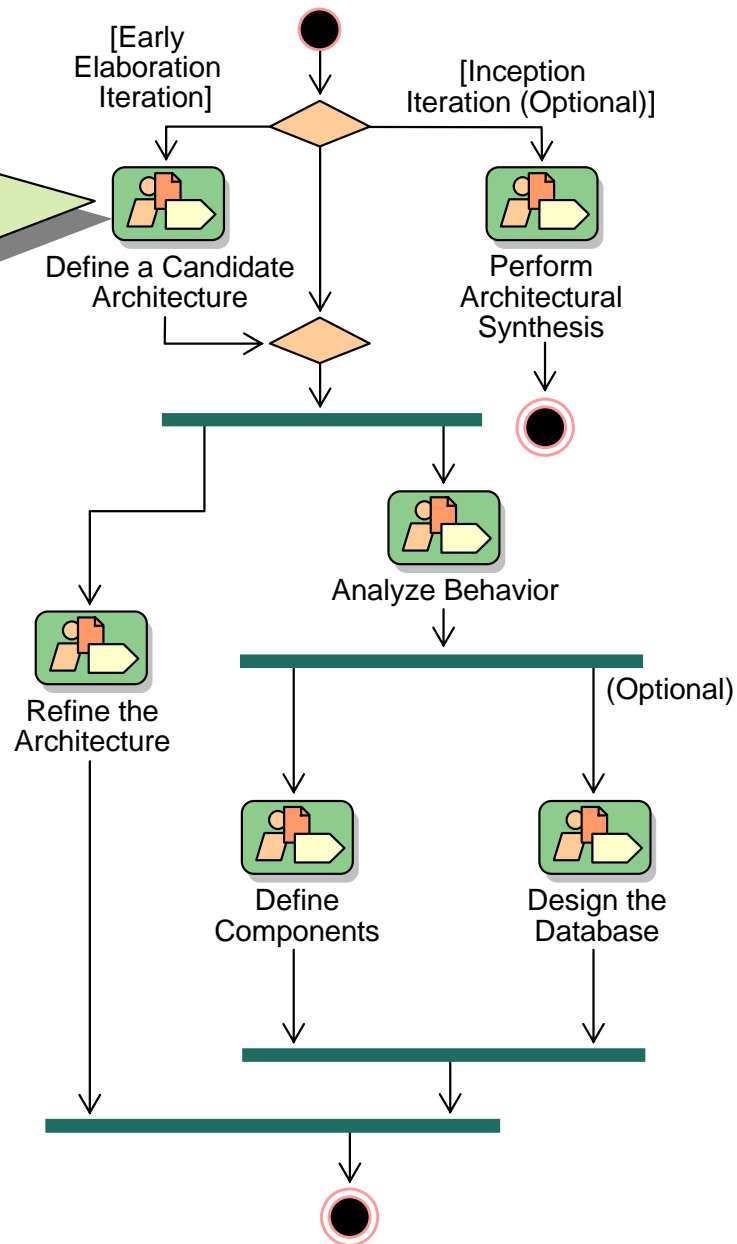 [Early
Elaboration
Iteration]
[Inception
Iteration (Optional)]
Define a Candidate
Architecture
Perform
Architectural
Synthesis
Analyze Behavior
(Optional)
Refine the
Architecture
Define
Components
Design the
Database